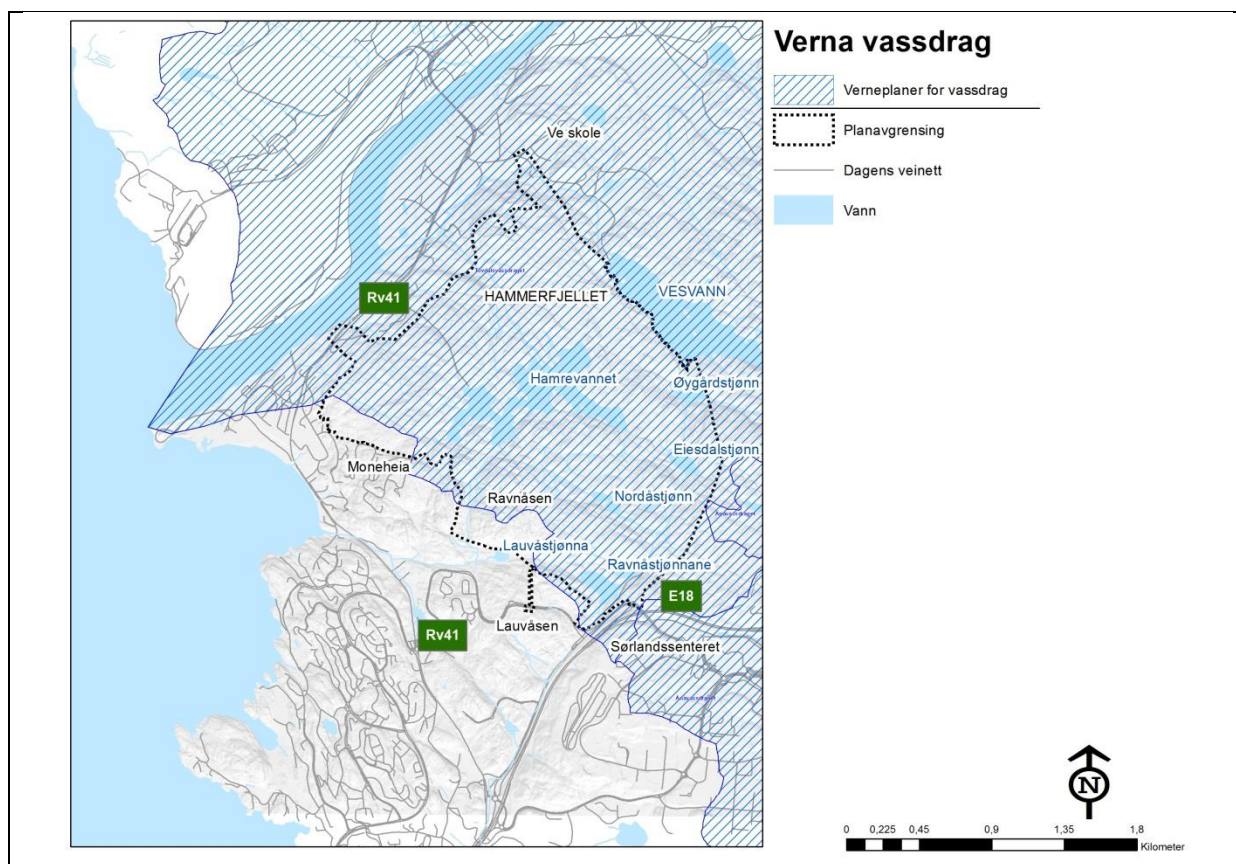 Verna vassdrag
Verneplaner for vassdrag
Planavgrensing
Dagens veinett
Vann
Ve skole
Rv41
HAMMERFJELLET
VESVANN
Hamrevannet
Øygårdstjønn
Eiesdalstjønn
Moneheia
Nordåstjønn
Ravnåsen
Lauvåstjønna
Ravnåstjønnane
E18
Lauvåsen
Rv41
Sørlandssenteret
N
0 0,225 0,45 0,9 1,35 1,8
Kilometer